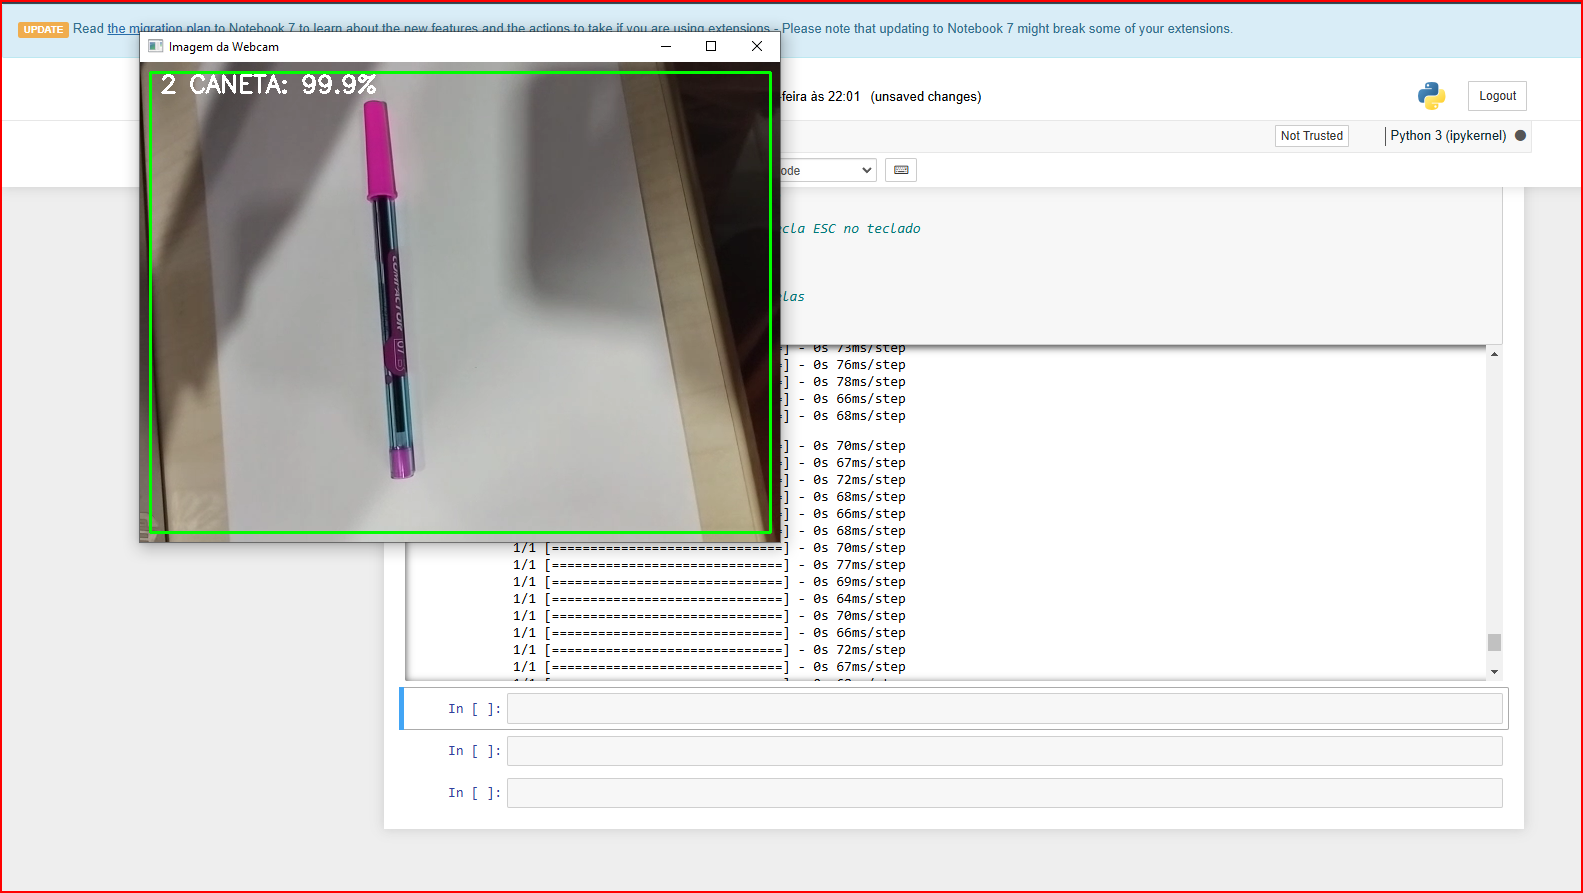 UPDATE Read the migration plan to Notebook 7 to learn about the new features and the actions to take if you are using extensions - Please note that updating to Notebook 7 might break some of your extensions.
Imagem da Webcam
2 CANETA: 99.9%
COMPACTOR
07
-feira às 22:01 (unsaved changes)
Logout
Not Trusted
Python 3 (ipykernel)
ode
cla ESC no teclado
las
] - 0s 73ms/step
] - 0s 76ms/step
] - 0s 78ms/step
] - 0s 66ms/step
] - 0s 68ms/step
] - 0s 70ms/step
] - 0s 67ms/step
] - 0s 72ms/step
] - 0s 68ms/step
] - 0s 66ms/step
] - 0s 68ms/step
1/1 [==============================] - 0s 70ms/step
1/1 [==============================] - 0s 77ms/step
1/1 [==============================] - 0s 69ms/step
1/1 [==============================] - 0s 64ms/step
1/1 [==============================] - 0s 70ms/step
1/1 [==============================] - 0s 66ms/step
1/1 [==============================] - 0s 72ms/step
1/1 [==============================] - 0s 67ms/step
In [ ]:
In [ ]:
In [ ]: